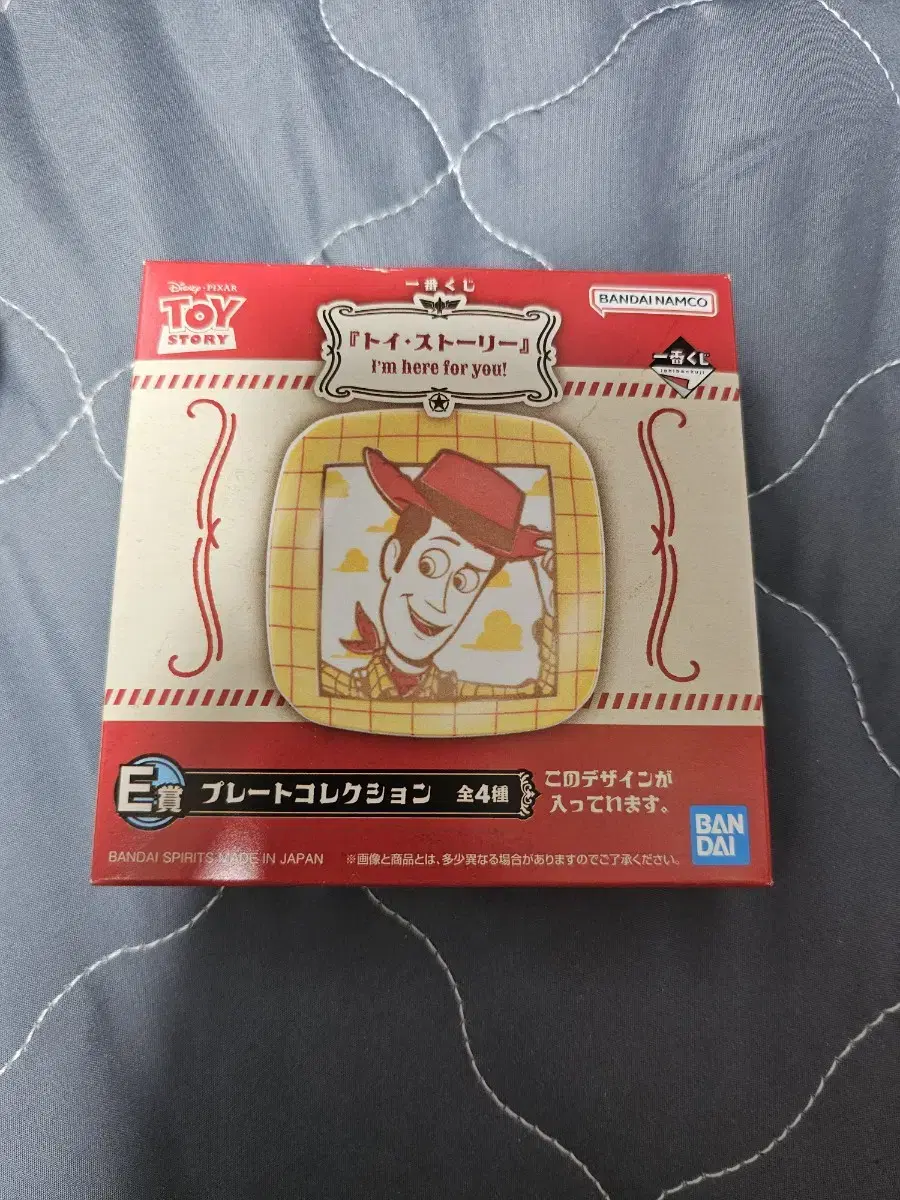 Disney・PIXAR
TOY
STORY
一番くじ
『トイ・ストーリー』
I'm here for you!
BANDAI NAMCO
一番くじ
ichiban-kuji
E賞
プレートコレクション 全4種
このデザインが
入っています。
BAN
DAI
BANDAI SPIRITS MADE IN JAPAN ※画像と商品とは、多少異なる場合がありますのでご了承ください。